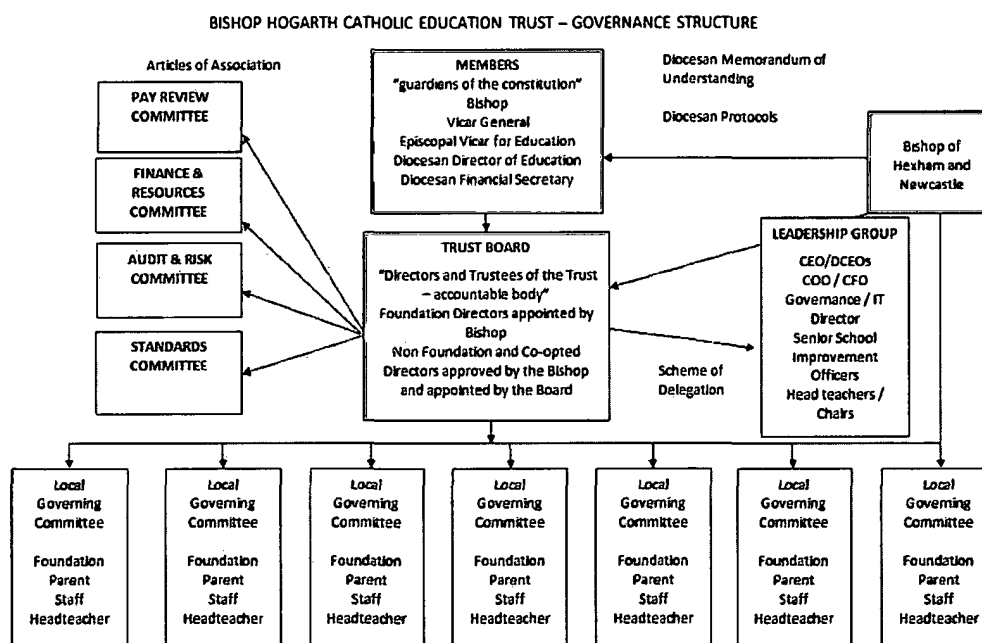 BISHOP HOGARTH CATHOLIC EDUCATION TRUST – GOVERNANCE STRUCTURE
Articles of Association
PAY REVIEW
COMMITTEE
FINANCE &
RESOURCES
COMMITTEE
AUDIT & RISK
COMMITTEE
STANDARDS
COMMITTEE
MEMBERS
"guardians of the constitution"
Bishop
Vicar General
Episcopal Vicar for Education
Diocesan Director of Education
Diocesan Financial Secretary
Diocesan Memorandum of
Understanding
Diocesan Protocols
Bishop of
Hexham and
Newcastle
TRUST BOARD
"Directors and Trustees of the Trust
– accountable body"
Foundation Directors appointed by
Bishop
Non Foundation and Co-opted
Directors approved by the Bishop
and appointed by the Board
Scheme of
Delegation
LEADERSHIP GROUP
CEO/DCEOs
COO / CFO
Governance / IT
Director
Senior School
Improvement
Officers
Head teachers /
Chairs
Local
Governing
Committee
Foundation
Parent
Staff
Headteacher
Local
Governing
Committee
Foundation
Parent
Staff
Headteacher
Local
Governing
Committee
Foundation
Parent
Staff
Headteacher
Local
Governing
Committee
Foundation
Parent
Staff
Headteacher
Local
Governing
Committee
Foundation
Parent
Staff
Headteacher
Local
Governing
Committee
Foundation
Parent
Staff
Headteacher
Local
Governing
Committee
Foundation
Parent
Staff
Headteacher